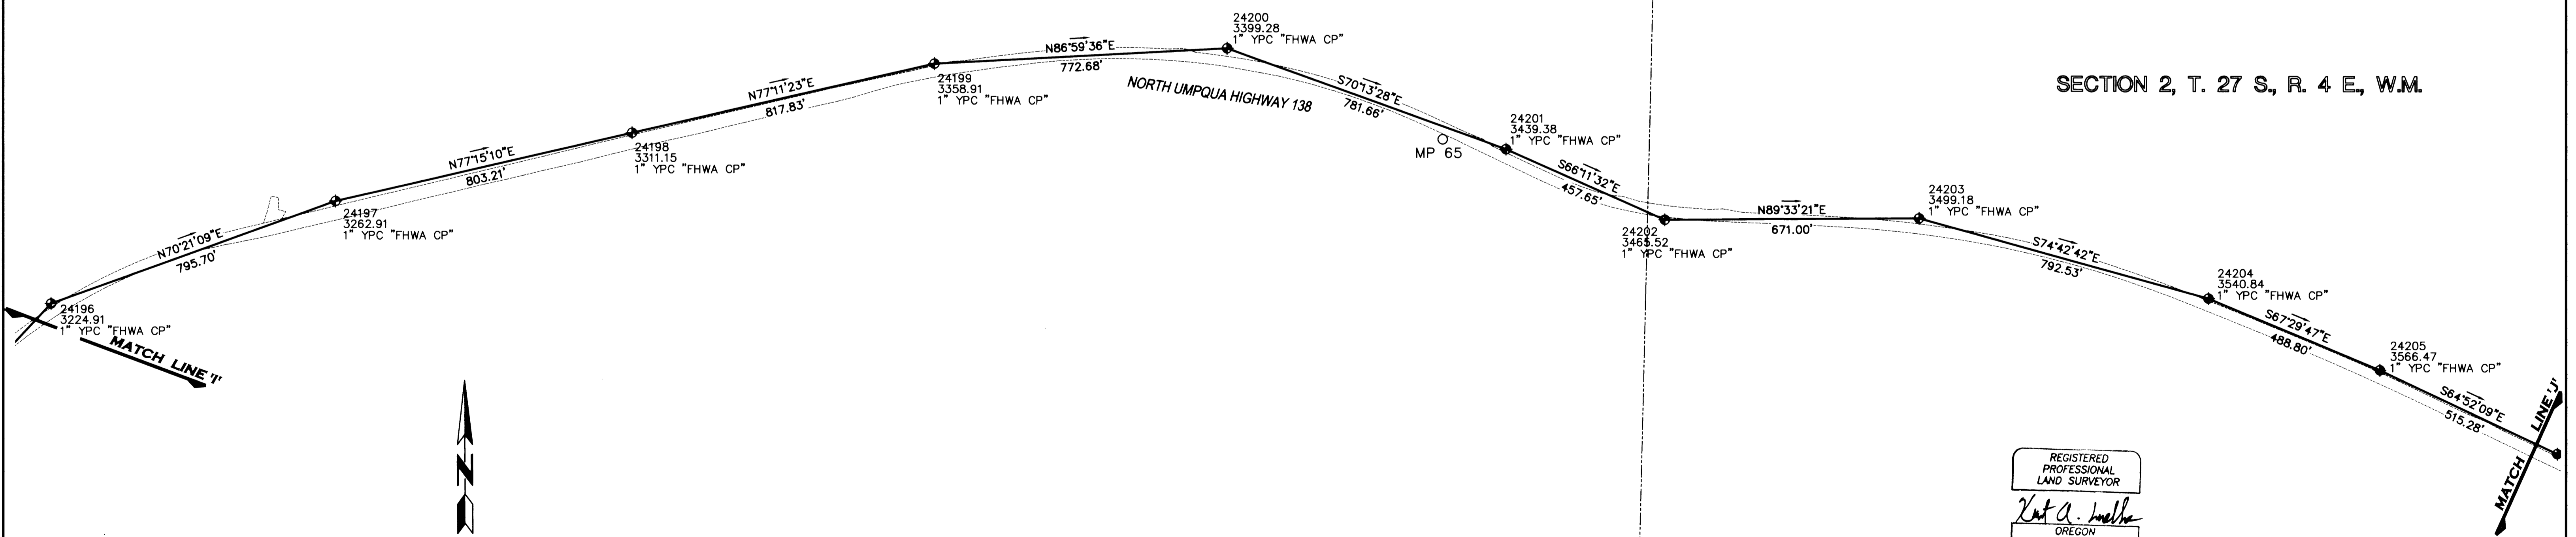 24196
3224.91
1" YPC "FHWA CP"
MATCH LINE 'I'
N70°21'09"E
795.70'
24197
3262.91
1" YPC "FHWA CP"
N77°15'10"E
803.21'
24198
3311.15
1" YPC "FHWA CP"
N77°11'23"E
817.83'
24199
3358.91
1" YPC "FHWA CP"
N86°59'36"E
772.68'
24200
3399.28
1" YPC "FHWA CP"
NORTH UMPQUA HIGHWAY 138
S70°13'28"E
781.66'
MP 65
24201
3439.38
1" YPC "FHWA CP"
S66°11'32"E
457.65'
24202
3465.52
1" YPC "FHWA CP"
N89°33'21"E
671.00'
24203
3499.18
1" YPC "FHWA CP"
S74°42'42"E
792.53'
24204
3540.84
1" YPC "FHWA CP"
S67°29'47"E
488.80'
24205
3566.47
1" YPC "FHWA CP"
S64°52'09"E
515.28'
MATCH LINE 'J'
SECTION 2, T. 27 S., R. 4 E., W.M.
N
REGISTERED
PROFESSIONAL
LAND SURVEYOR
OREGON